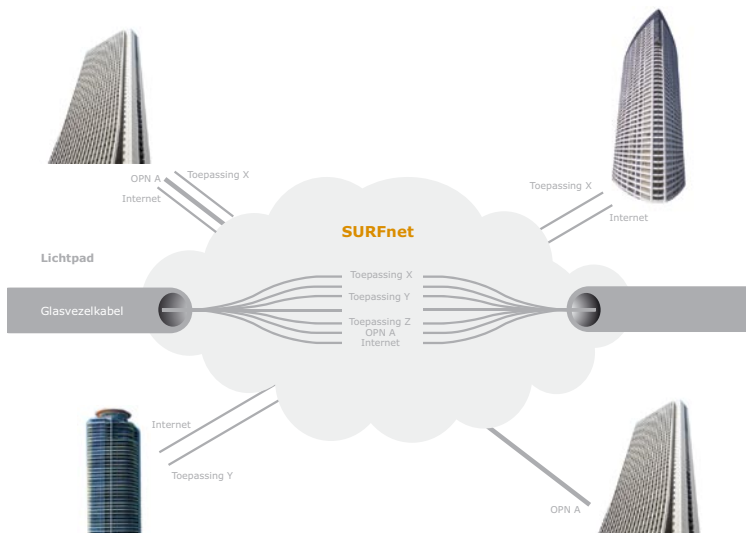 Toepassing X
OPN A
Internet
Toepassing X
Internet
SURFnet
Lichtpad
Glasvezelkabel
Toepassing X
Toepassing Y
Toepassing Z
OPN A
Internet
Internet
Toepassing Y
OPN A